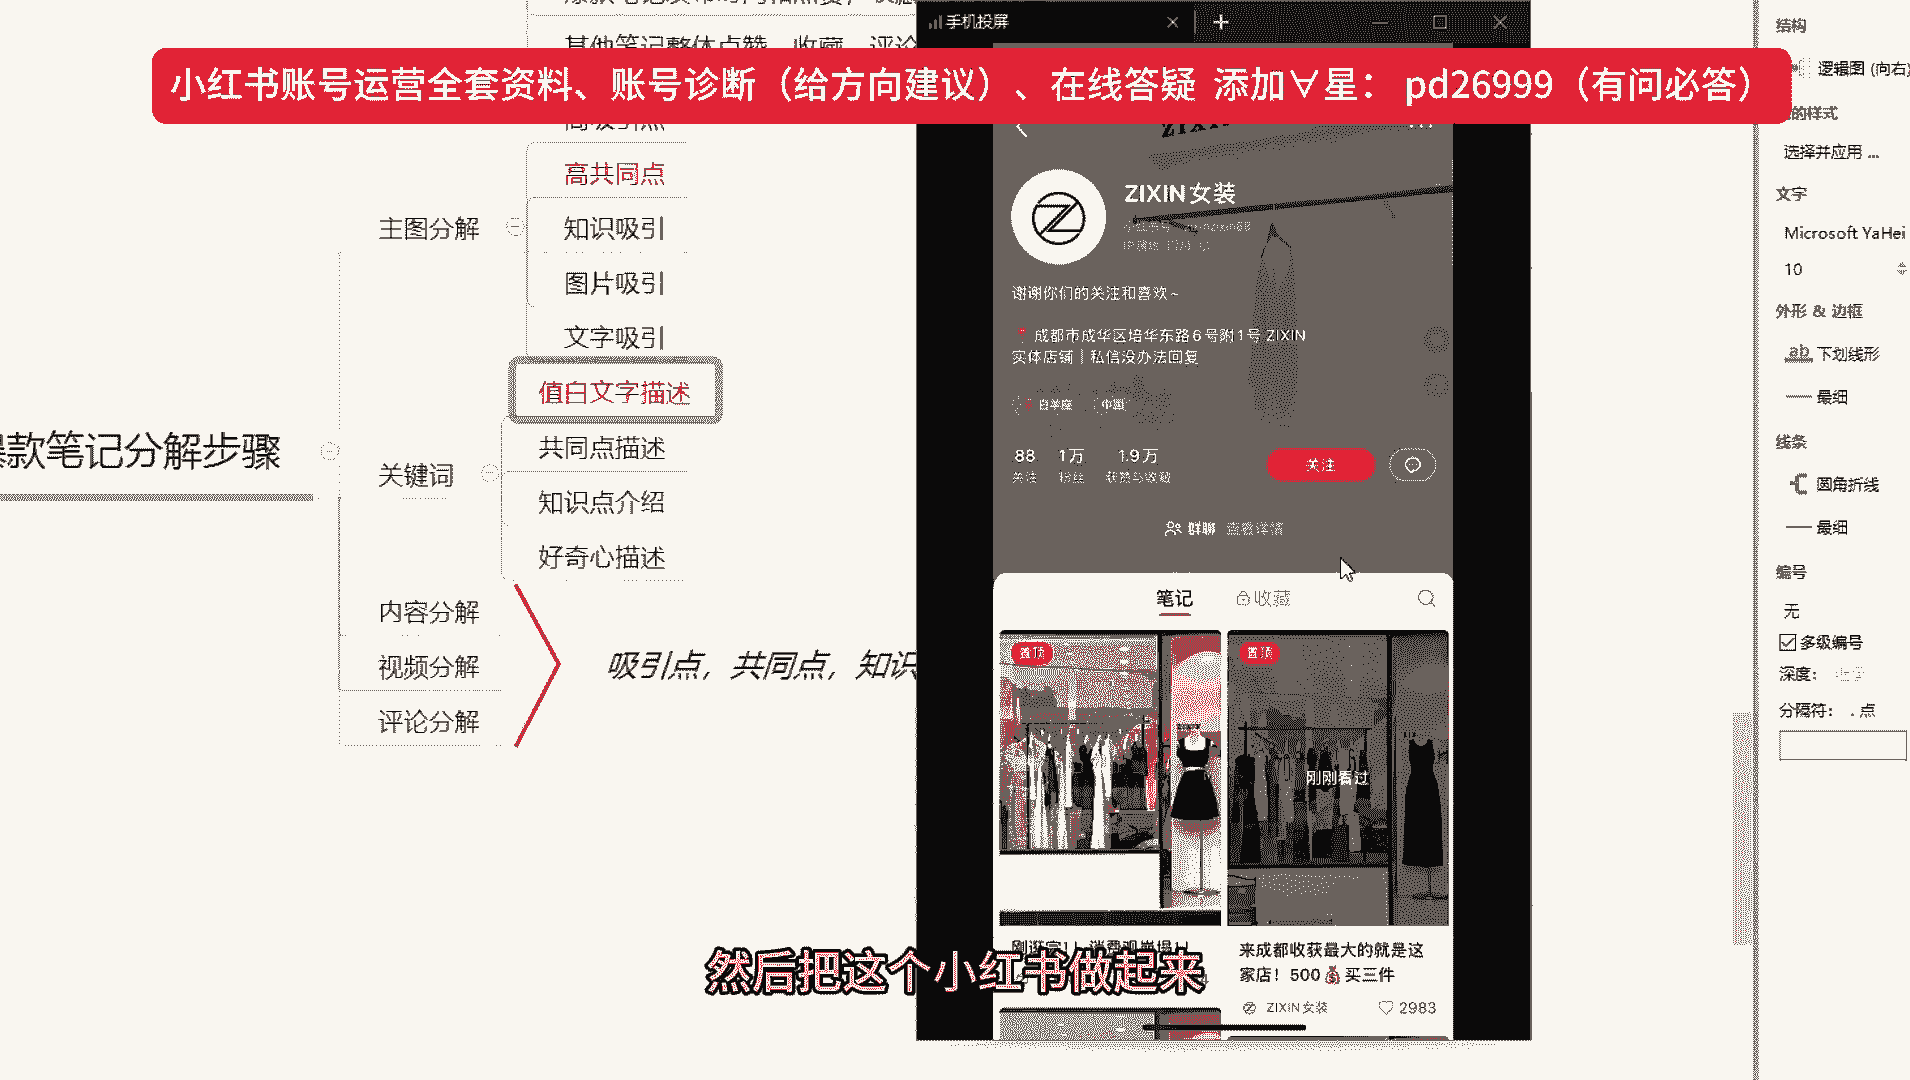 其他笔记整体点赞，收藏，评论
小红书账号运营全套资料、账号诊断（给方向建议）、在线答疑 添加∀星： pd26999（有问必答）
主图分解
高共同点
知识吸引
图片吸引
文字吸引
款笔记分解步骤
关键词
值白文字描述
共同点描述
知识点介绍
好奇心描述
内容分解
视频分解
评论分解
吸引点，共同点，知识
手机投屏
ZIXIN女装
谢谢你们的关注和喜欢~
成都市成华区培华东路6号附1号 ZIXIN
实体店铺｜私信没办法回复
白羊座
中国
88
1万
1.9万
关注
粉丝
获赞与收藏
关注
群聊 查看详情
笔记
收藏
置顶
置顶
刚刚看过
刚逛完！！消费观崩塌！！
来成都收获最大的就是这
家店！500💰买三件
ZIXIN女装
2983
然后把这个小红书做起来
结构
逻辑图 (向右)
的样式
选择并应用 ...
文字
Microsoft YaHei
10
外形 & 边框
ab 下划线形
最细
线条
圆角折线
最细
编号
无
多级编号
深度：
分隔符： . 点